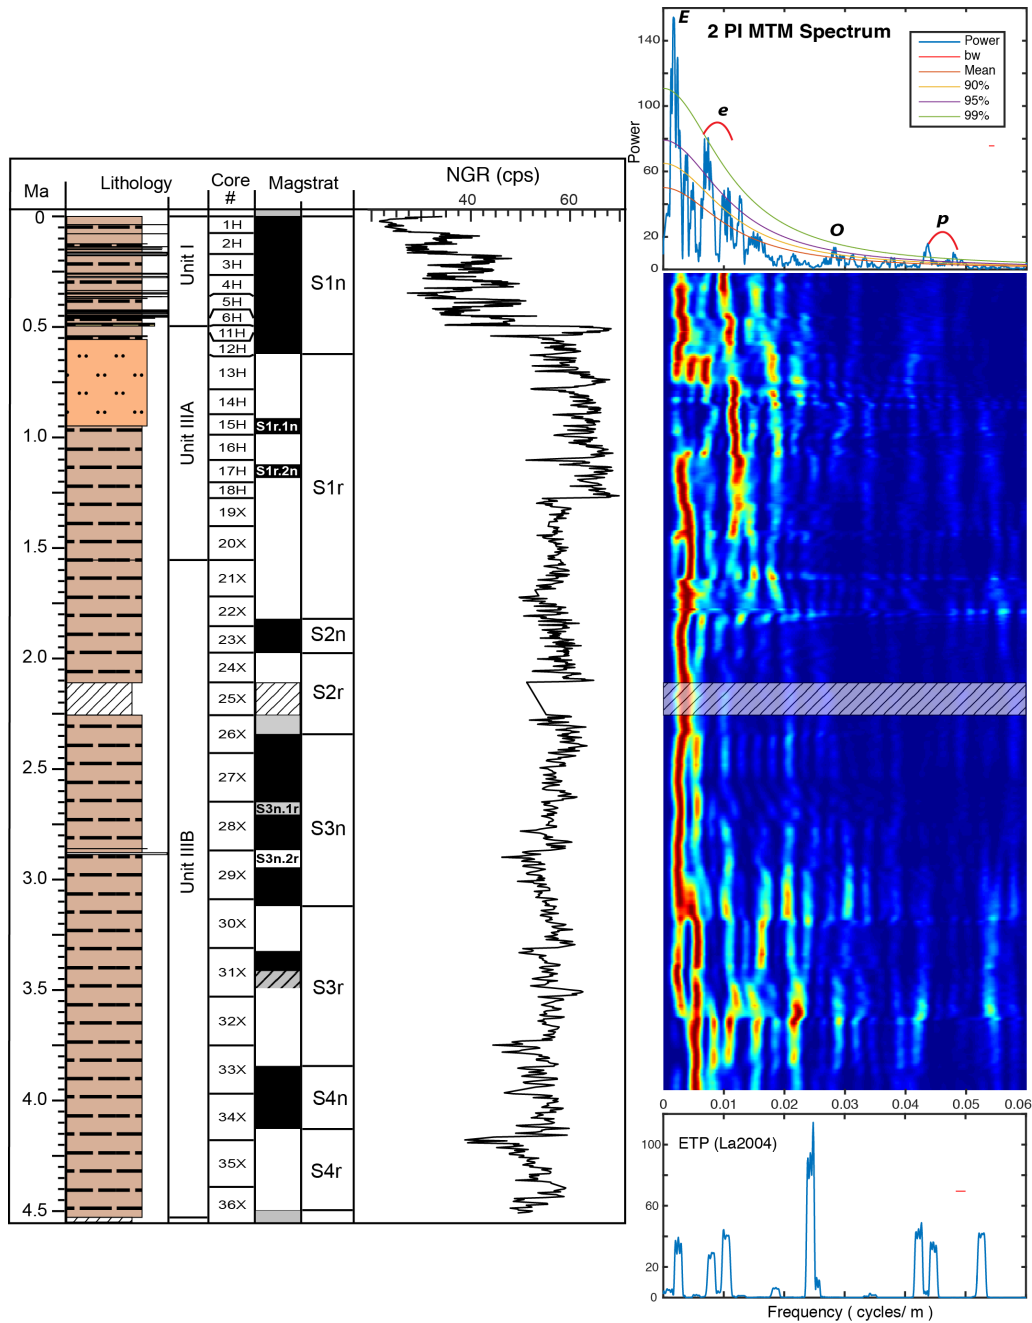 E
2 PI MTM Spectrum
Power
bw
Mean
90%
95%
99%
e
O
p
140
100
60
20
0
Power
Ma
Lithology
Core
#
Magstrat
NGR (cps)
40
60
0
0.5
1.0
1.5
2.0
2.5
3.0
3.5
4.0
4.5
Unit I
Unit IIIA
Unit IIIB
1H
2H
3H
4H
5H
6H
11H
12H
13H
14H
15H
16H
17H
18H
19X
20X
21X
22X
23X
24X
25X
26X
27X
28X
29X
30X
31X
32X
33X
34X
35X
36X
S1r.1n
S1r.2n
S3n.1r
S3n.2r
S1n
S1r
S2n
S2r
S3n
S3r
S4n
S4r
0
0.01
0.02
0.03
0.04
0.05
0.06
ETP (La2004)
100
60
20
0
Frequency ( cycles/ m )